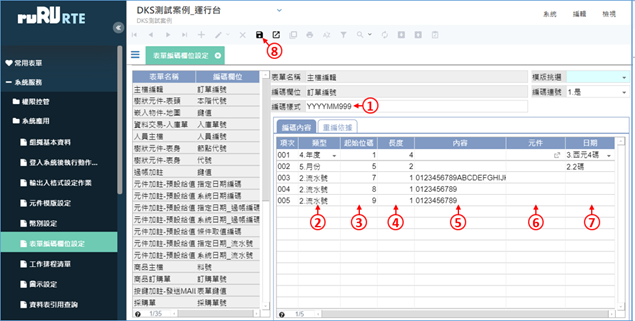 ruRU RTE
DKS測試案例_運行台
DKS測試案例
系統
編輯
檢視
常用表單
系統服務
組態控管
系統應用
組態基本資料
登入系統後執行動作...
輸出入格式設定作業
元件模版設定
幣別設定
表單編碼欄位設定
工作排程清單
圖示設定
資料表引用查詢
8
表單編碼欄位設定
表單名稱 編碼欄位
主檔編輯 訂單編號
樹狀元件-表頭 本階代號
嵌入物件-地圖 鍵值
資料交易-入庫單 入庫單號
人員主檔 人員編號
樹狀元件-表身 範節代號
樹狀元件-表身 代號
過帳加註 鍵值
元件加註-預設給值 指定日期編碼
元件加註-預設給值 系統日期編碼
元件加註-預設給值 指定日期_過帳編碼
元件加註-預設給值 系統日期_過帳編碼
元件加註-預設給值 條件取值編碼
元件加註-預設給值 指定日期_流水號
元件加註-預設給值 系統日期_流水號
商品主檔 料號
商品訂購單 訂購單號
按鍵加註-發送MAIL 表單鍵值
採購單 採購單號
1/35
表單名稱 主檔編輯
模版挑選
編碼欄位 訂單編號
編碼連號 1.是
編碼樣式 YYYYMM999
1
編碼內容
重編依據
項次 類型 起始位碼 長度 內容 元件 日期
001 4.年度 1 4 3.西元4碼
002 5.月份 5 2 2.2碼
003 2.流水號 7 1 0123456789ABCDEFGHIJK
004 2.流水號 8 1 0123456789
005 2.流水號 9 1 0123456789
2 3 4 5 6 7
1/5